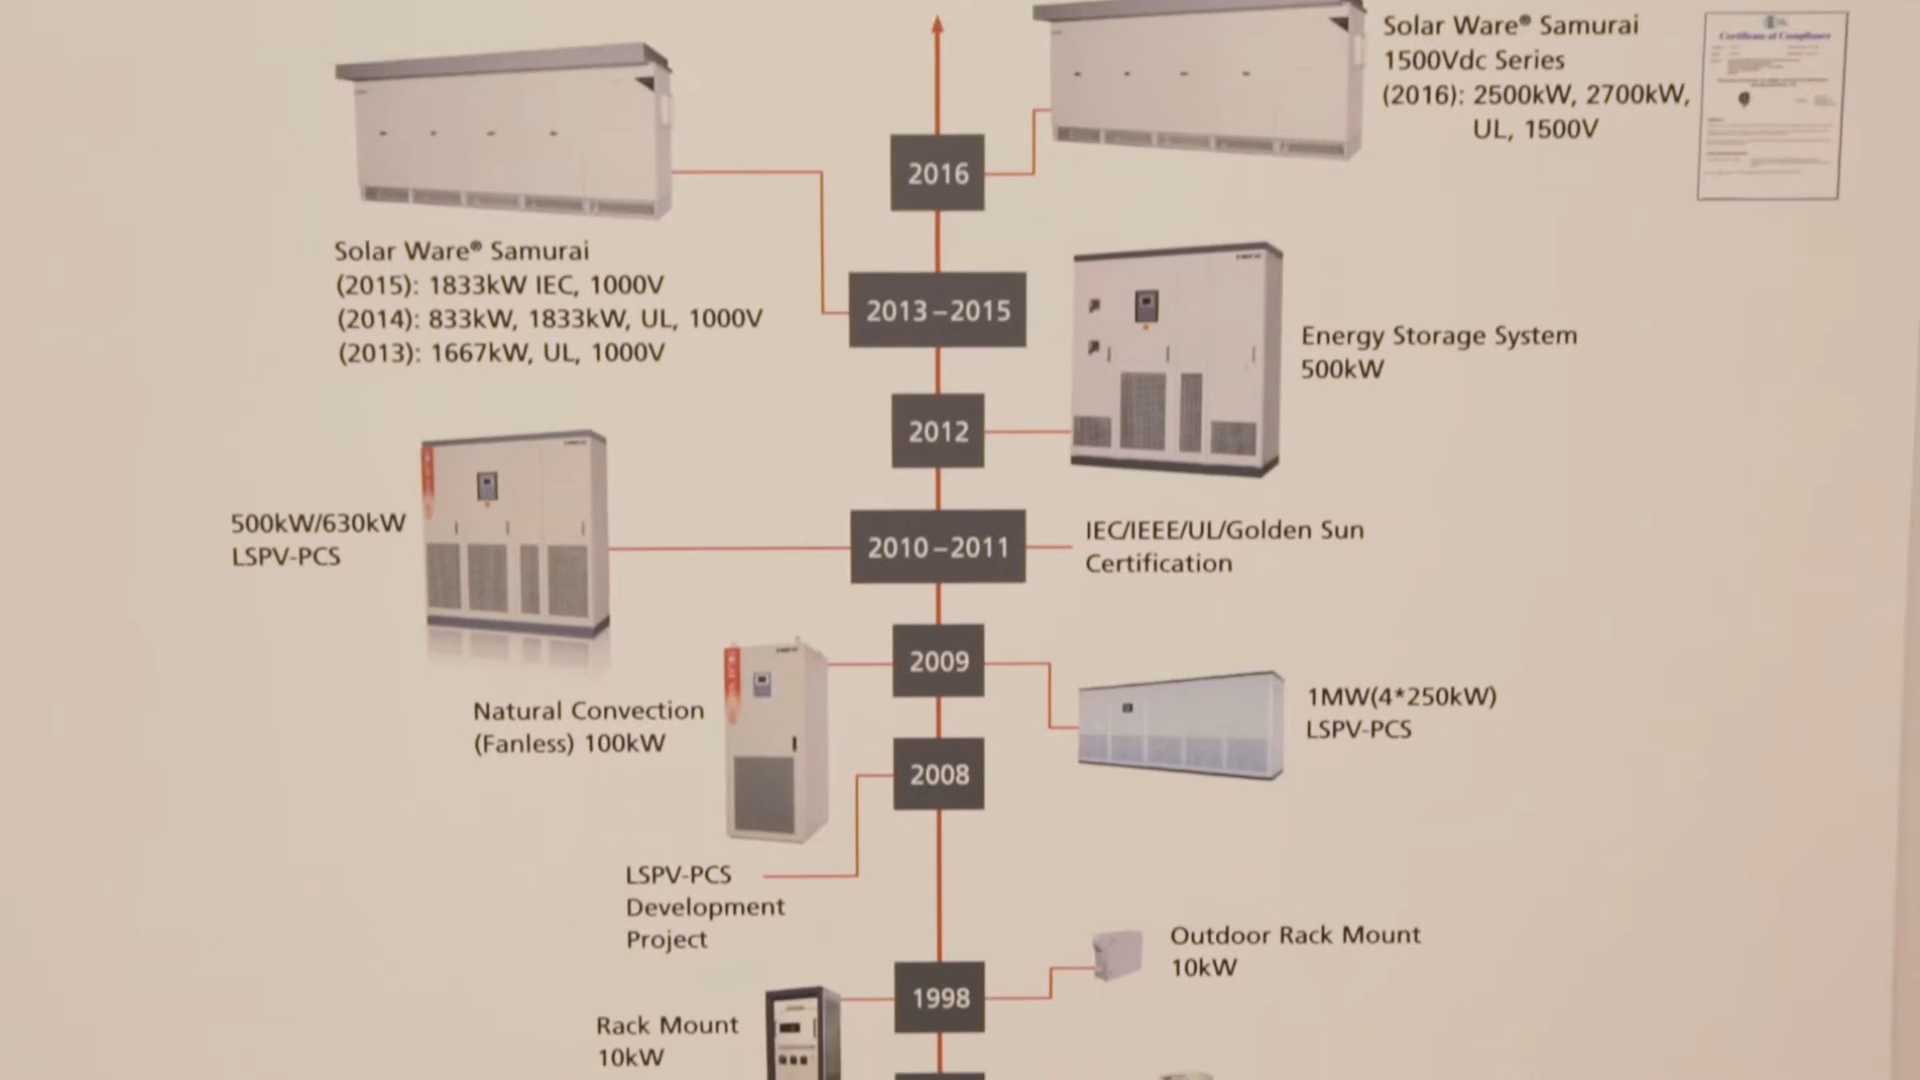 Solar Ware® Samurai
1500Vdc Series
(2016): 2500kW, 2700kW,
UL, 1500V
Certificate of Compliance
2016
Solar Ware® Samurai
(2015): 1833kW IEC, 1000V
(2014): 833kW, 1833kW, UL, 1000V
(2013): 1667kW, UL, 1000V
2013–2015
Energy Storage System
500kW
2012
500kW/630kW
LSPV-PCS
2010–2011
IEC/IEEE/UL/Golden Sun
Certification
2009
Natural Convection
(Fanless) 100kW
1MW(4*250kW)
LSPV-PCS
2008
LSPV-PCS
Development
Project
Outdoor Rack Mount
10kW
1998
Rack Mount
10kW